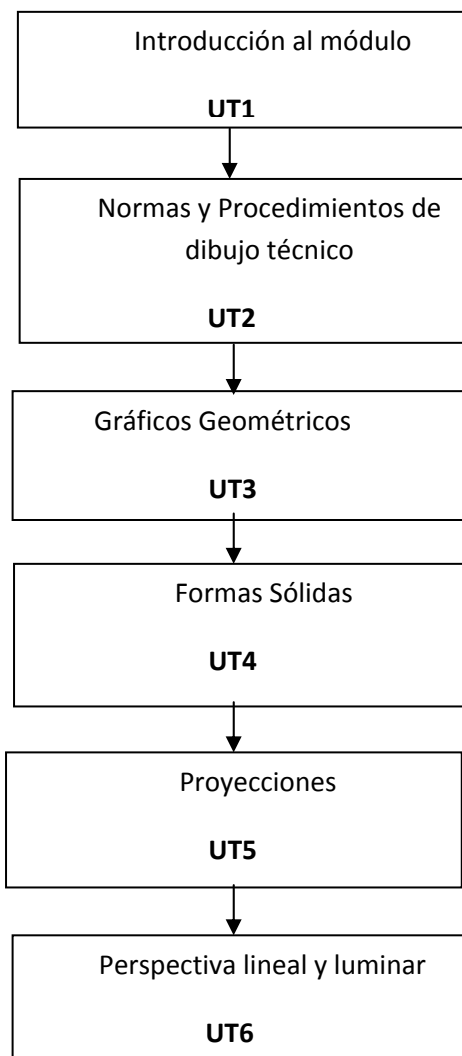 Introducción al módulo
UT1
Normas y Procedimientos de
dibujo técnico
UT2
Gráficos Geométricos
UT3
Formas Sólidas
UT4
Proyecciones
UT5
Perspectiva lineal y luminar
UT6